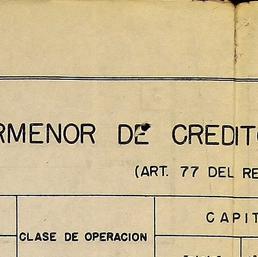 RMENOR DE CREDITO
(ART. 77 DEL RE
CAPIT
CLASE DE OPERACION